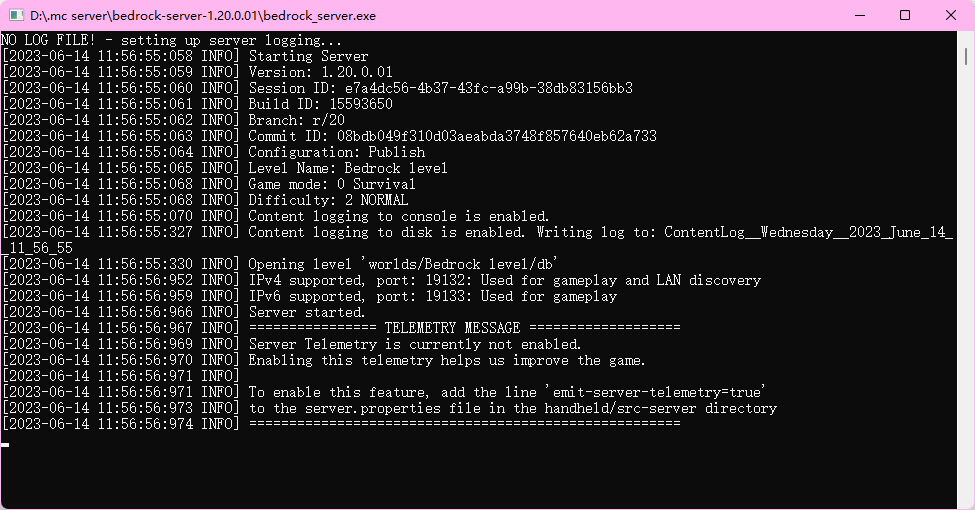 D:\.mc server\bedrock-server-1.20.0.01\bedrock_server.exe
NO LOG FILE! - setting up server logging...
[2023-06-14 11:56:55:058 INFO] Starting Server
[2023-06-14 11:56:55:059 INFO] Version: 1.20.0.01
[2023-06-14 11:56:55:060 INFO] Session ID: e7a4dc56-4b37-43fc-a99b-38db83156bb3
[2023-06-14 11:56:55:061 INFO] Build ID: 15593650
[2023-06-14 11:56:55:062 INFO] Branch: r/20
[2023-06-14 11:56:55:063 INFO] Commit ID: 08bdb049f310d03aeabda3748f857640eb62a733
[2023-06-14 11:56:55:064 INFO] Configuration: Publish
[2023-06-14 11:56:55:065 INFO] Level Name: Bedrock level
[2023-06-14 11:56:55:068 INFO] Game mode: 0 Survival
[2023-06-14 11:56:55:068 INFO] Difficulty: 2 NORMAL
[2023-06-14 11:56:55:070 INFO] Content logging to console is enabled.
[2023-06-14 11:56:55:327 INFO] Content logging to disk is enabled. Writing log to: ContentLog__Wednesday__2023_June_14_
_11_56_55
[2023-06-14 11:56:55:330 INFO] Opening level 'worlds/Bedrock level/db'
[2023-06-14 11:56:56:952 INFO] IPv4 supported, port: 19132: Used for gameplay and LAN discovery
[2023-06-14 11:56:56:959 INFO] IPv6 supported, port: 19133: Used for gameplay
[2023-06-14 11:56:56:966 INFO] Server started.
[2023-06-14 11:56:56:967 INFO] ================ TELEMETRY MESSAGE ===================
[2023-06-14 11:56:56:969 INFO] Server Telemetry is currently not enabled.
[2023-06-14 11:56:56:970 INFO] Enabling this telemetry helps us improve the game.
[2023-06-14 11:56:56:971 INFO]
[2023-06-14 11:56:56:971 INFO] To enable this feature, add the line 'emit-server-telemetry=true'
[2023-06-14 11:56:56:973 INFO] to the server.properties file in the handheld/src-server directory
[2023-06-14 11:56:56:974 INFO] ======================================================